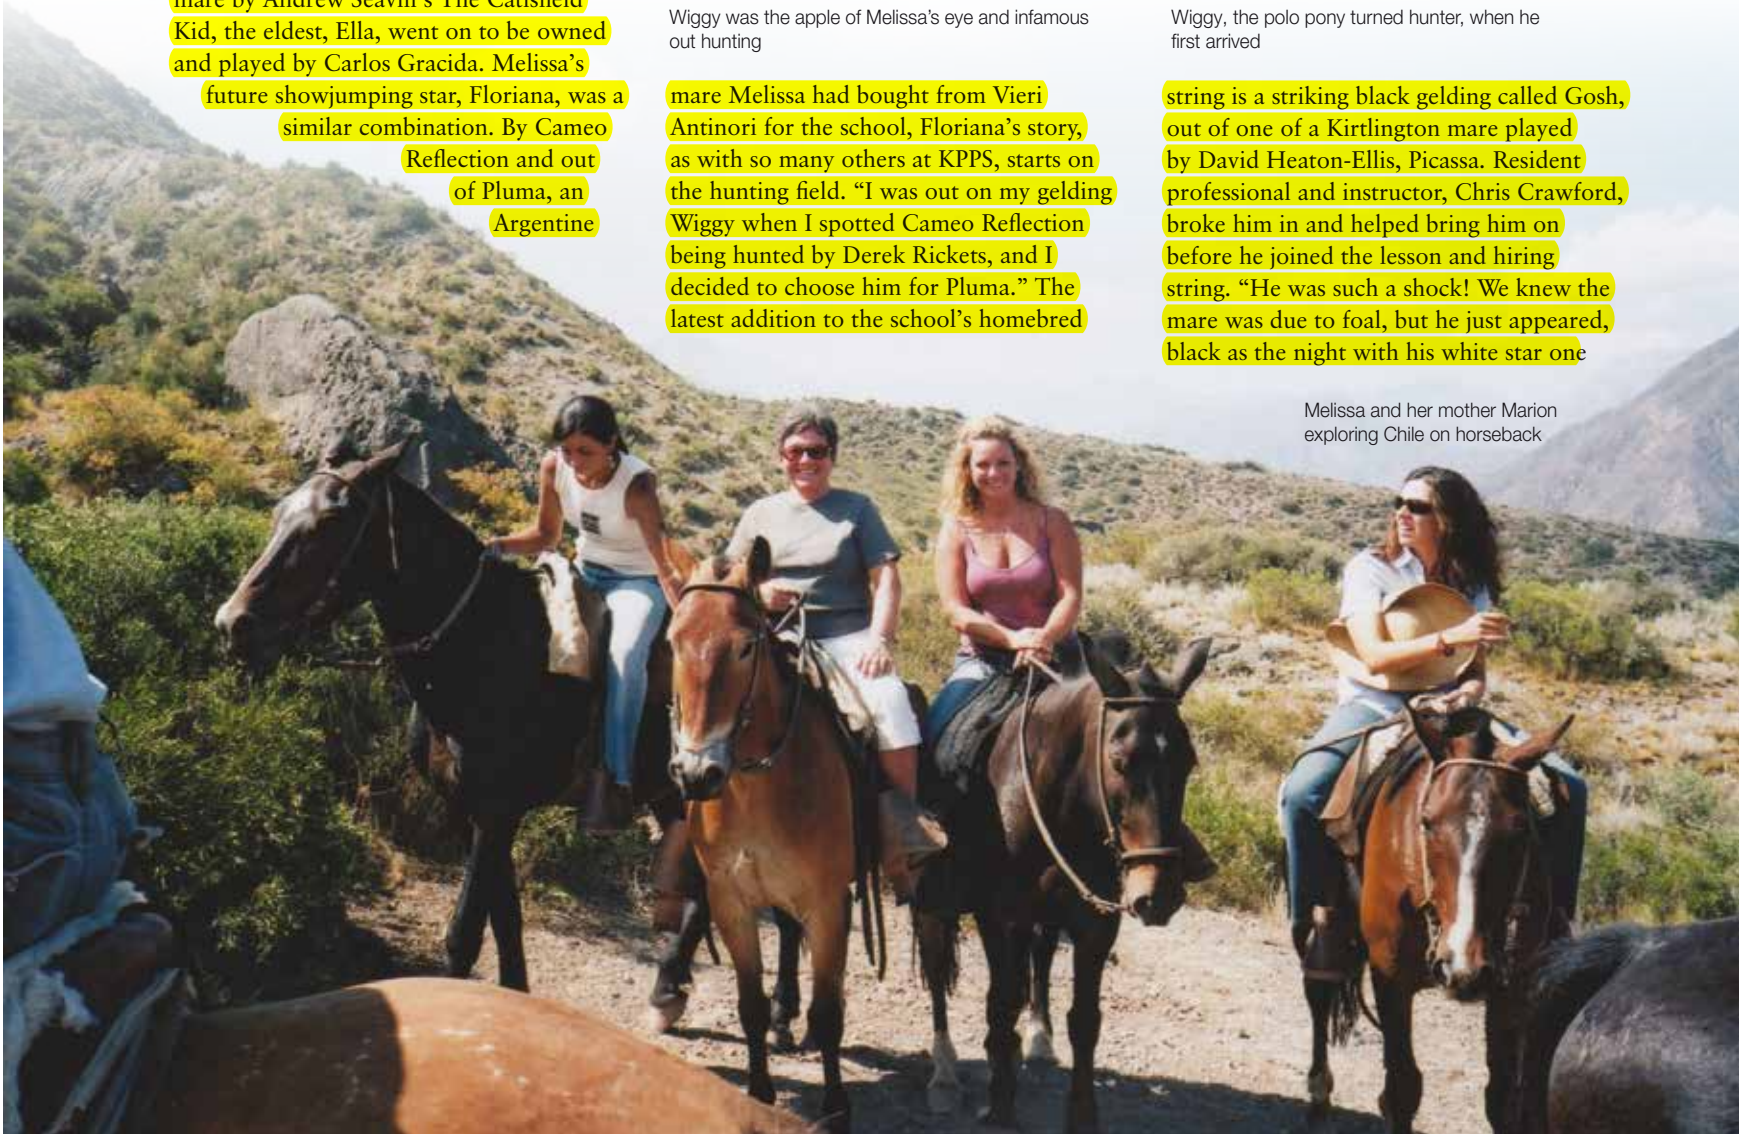 mare by Andrew Seavill's The Catisfield
Kid, the eldest, Ella, went on to be owned
and played by Carlos Gracida. Melissa's
future showjumping star, Floriana, was a
similar combination. By Cameo
Reflection and out
of Pluma, an
Argentine
Wiggy was the apple of Melissa's eye and infamous
out hunting
mare Melissa had bought from Vieri
Antinori for the school, Floriana's story,
as with so many others at KPPS, starts on
the hunting field. “I was out on my gelding
Wiggy when I spotted Cameo Reflection
being hunted by Derek Rickets, and I
decided to choose him for Pluma.” The
latest addition to the school's homebred
Wiggy, the polo pony turned hunter, when he
first arrived
string is a striking black gelding called Gosh,
out of one of a Kirtlington mare played
by David Heaton-Ellis, Picassa. Resident
professional and instructor, Chris Crawford,
broke him in and helped bring him on
before he joined the lesson and hiring
string. “He was such a shock! We knew the
mare was due to foal, but he just appeared,
black as the night with his white star one
Melissa and her mother Marion
exploring Chile on horseback